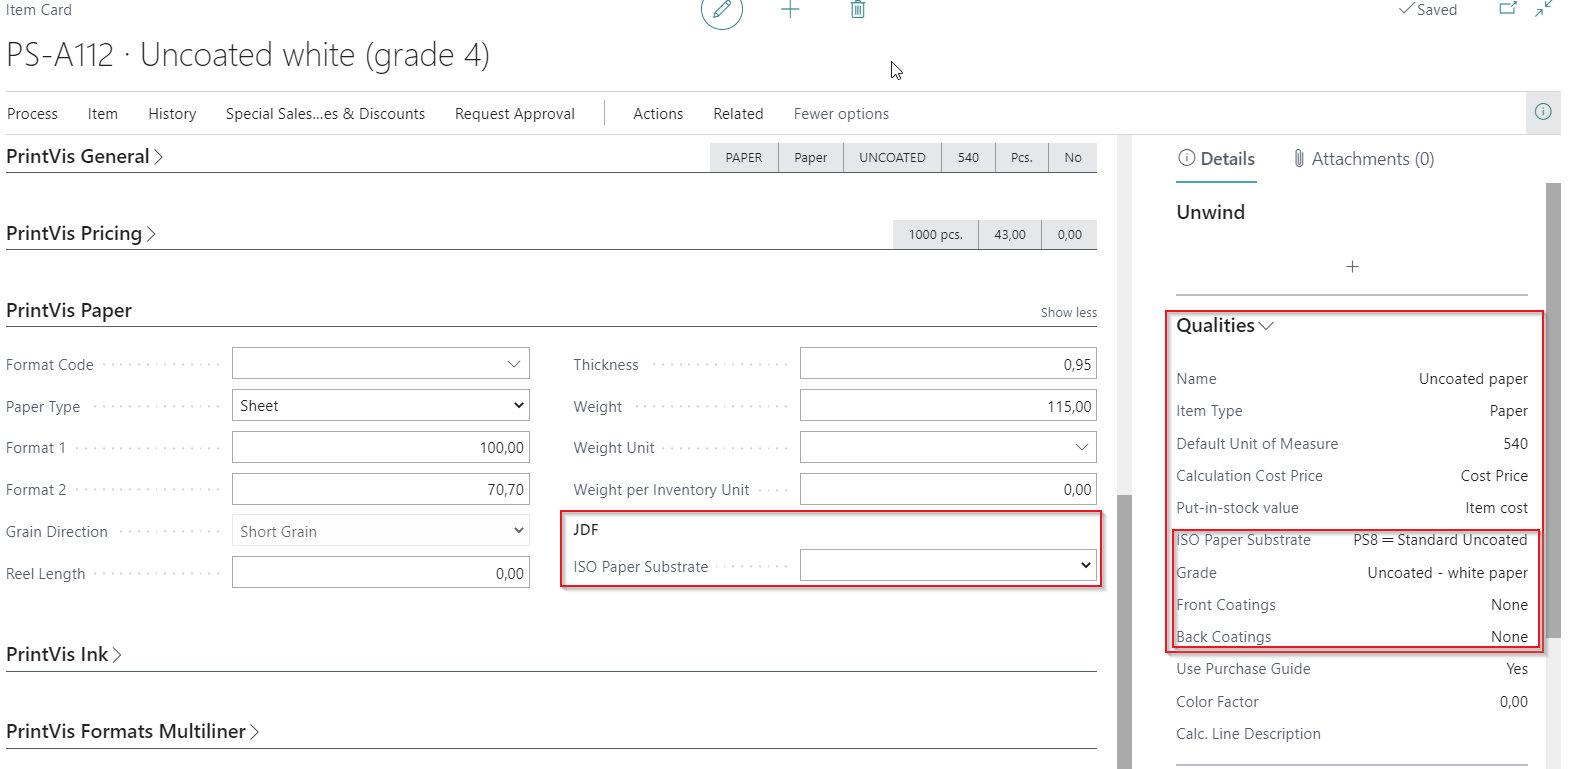 Item Card
Saved
PS-A112 · Uncoated white (grade 4)
Process Item History Special Sales...es & Discounts Request Approval Actions Related Fewer options
PrintVis General PAPER Paper UNCOATED 540 Pcs. No
PrintVis Pricing 1000 pcs. 43,00 0,00
PrintVis Paper Show less
Format Code
Paper Type Sheet
Format 1 100,00
Format 2 70,70
Grain Direction Short Grain
Reel Length 0,00
Thickness 0,95
Weight 115,00
Weight Unit
Weight per Inventory Unit 0,00
JDF
ISO Paper Substrate
PrintVis Ink
PrintVis Formats Multiliner
Details Attachments (0)
Unwind
Qualities
Name Uncoated paper
Item Type Paper
Default Unit of Measure 540
Calculation Cost Price Cost Price
Put-in-stock value Item cost
ISO Paper Substrate PS8 = Standard Uncoated
Grade Uncoated - white paper
Front Coatings None
Back Coatings None
Use Purchase Guide Yes
Color Factor 0,00
Calc. Line Description